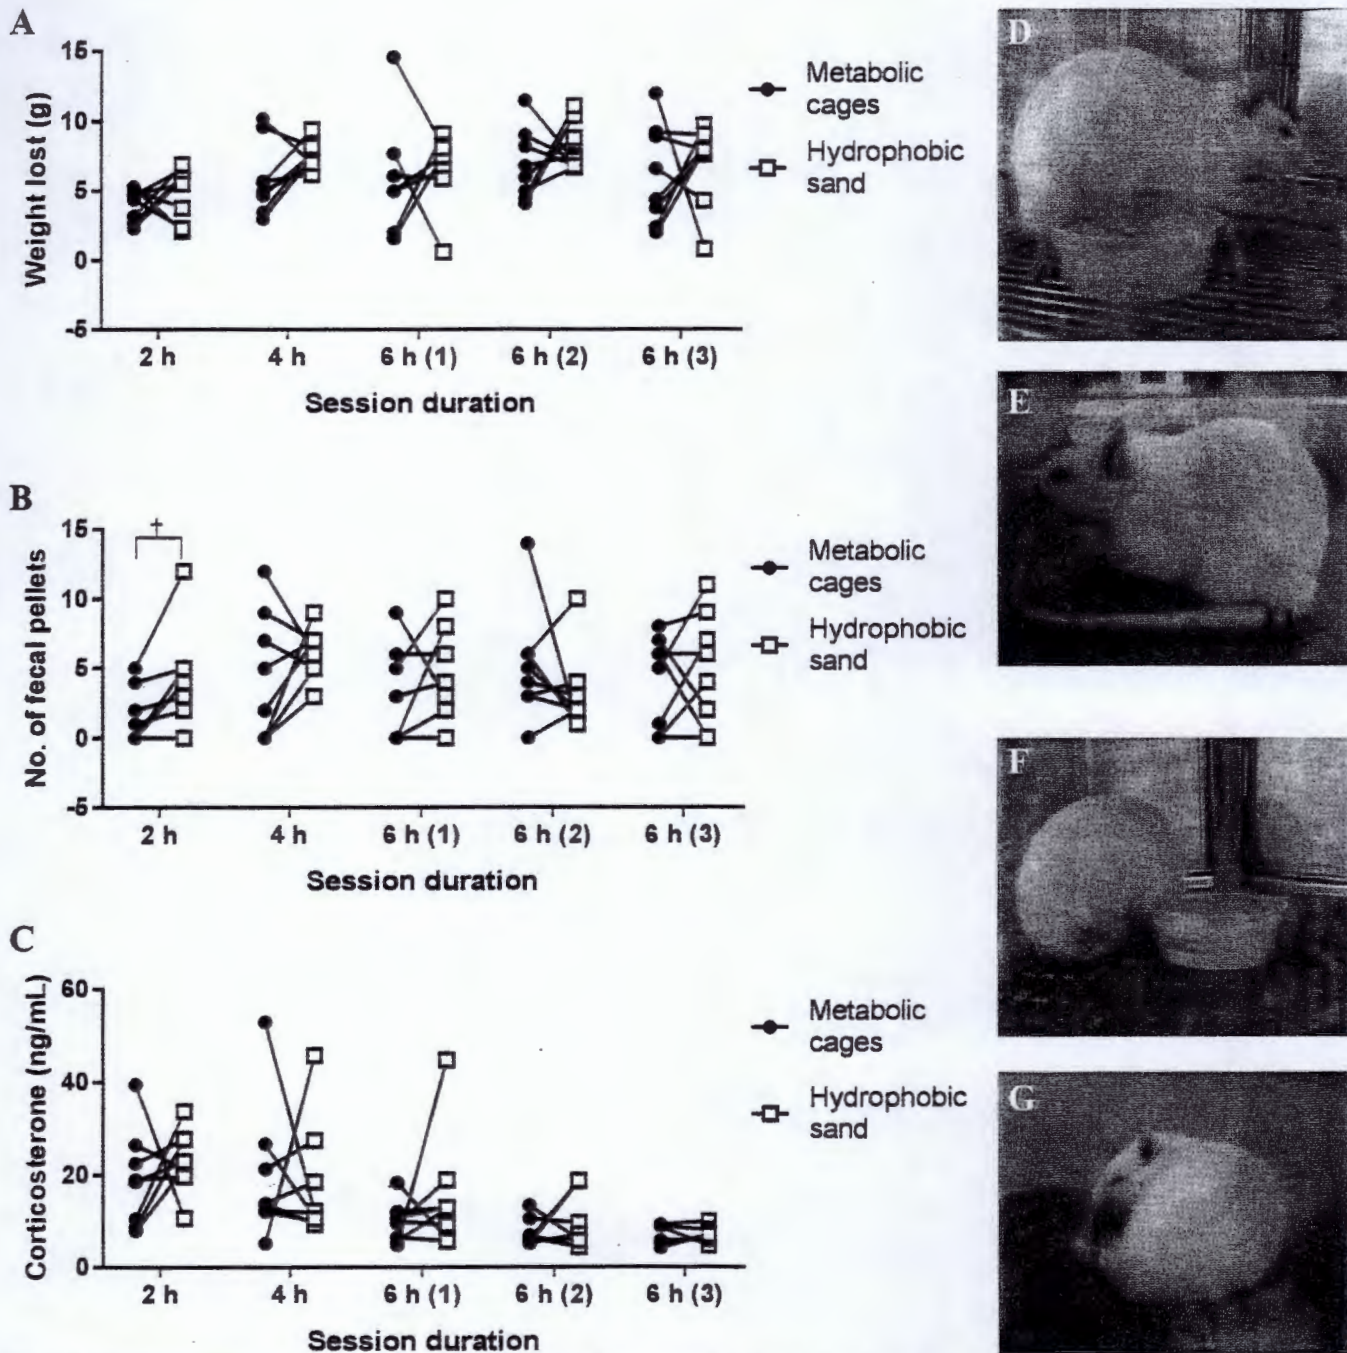 A
15
10
5
0
-5
Weight lost (g)
2 h 4 h 6 h (1) 6 h (2) 6 h (3)
Session duration
Metabolic
cages
Hydrophobic
sand
B
†
15
10
5
0
-5
No. of fecal pellets
2 h 4 h 6 h (1) 6 h (2) 6 h (3)
Session duration
Metabolic
cages
Hydrophobic
sand
C
60
40
20
0
Corticosterone (ng/mL)
2 h 4 h 6 h (1) 6 h (2) 6 h (3)
Session duration
Metabolic
cages
Hydrophobic
sand
D
E
F
G